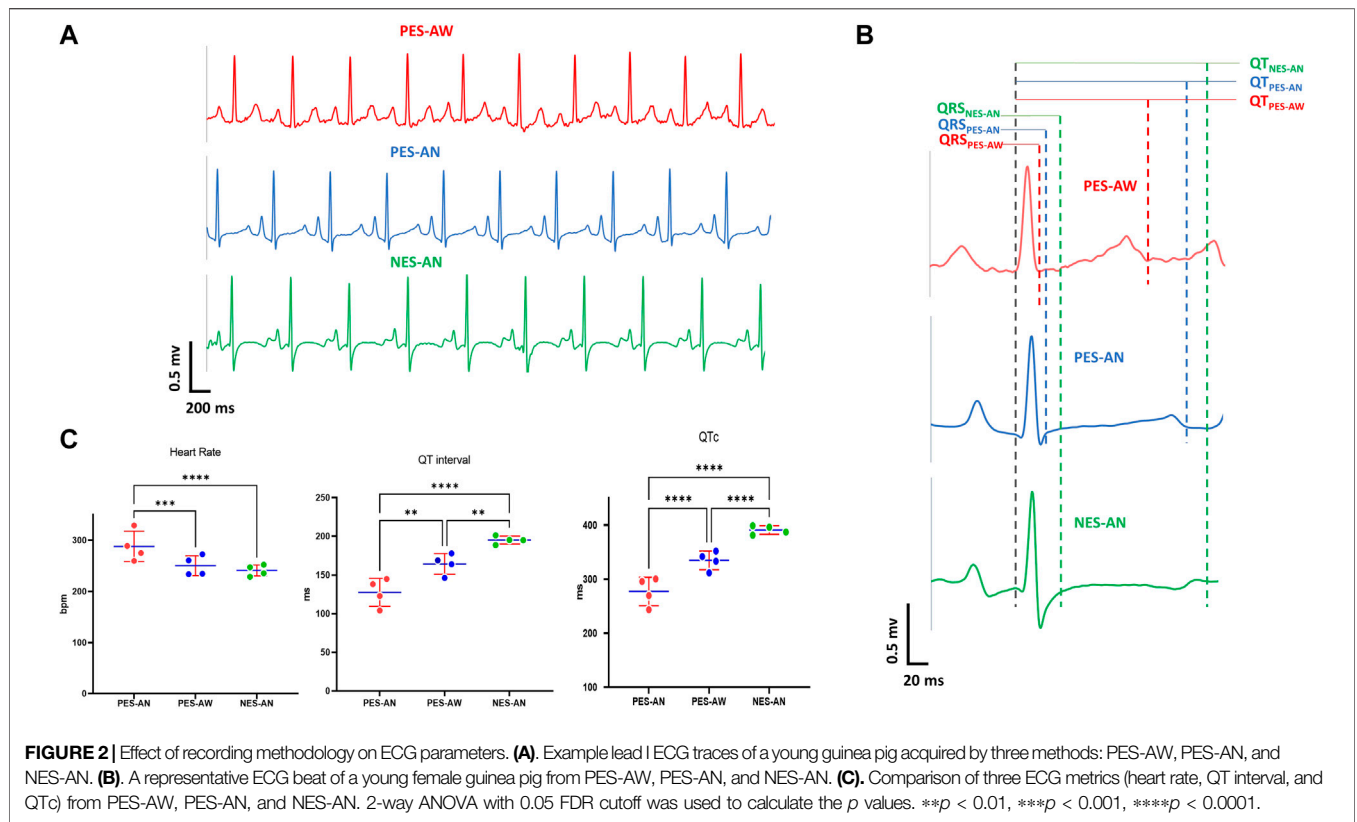 A
PES-AW
PES-AN
NES-AN
0.5 mv
200 ms
B
QT NES-AN
QT PES-AN
QT PES-AW
QRS NES-AN
QRS PES-AN
QRS PES-AW
PES-AW
PES-AN
NES-AN
0.5 mv
20 ms
C
Heart Rate
****
***
300
200
100
0
bpm
PES-AN PES-AW NES-AN
QT interval
****
** **
250
200
150
100
50
0
ms
PES-AN PES-AW NES-AN
QTc
****
**** ****
400
300
200
100
ms
PES-AN PES-AW NES-AN
FIGURE 2 | Effect of recording methodology on ECG parameters. (A). Example lead I ECG traces of a young guinea pig acquired by three methods: PES-AW, PES-AN, and
NES-AN. (B). A representative ECG beat of a young female guinea pig from PES-AW, PES-AN, and NES-AN. (C). Comparison of three ECG metrics (heart rate, QT interval, and
QTc) from PES-AW, PES-AN, and NES-AN. 2-way ANOVA with 0.05 FDR cutoff was used to calculate the p values. **p < 0.01, ***p < 0.001, ****p < 0.0001.